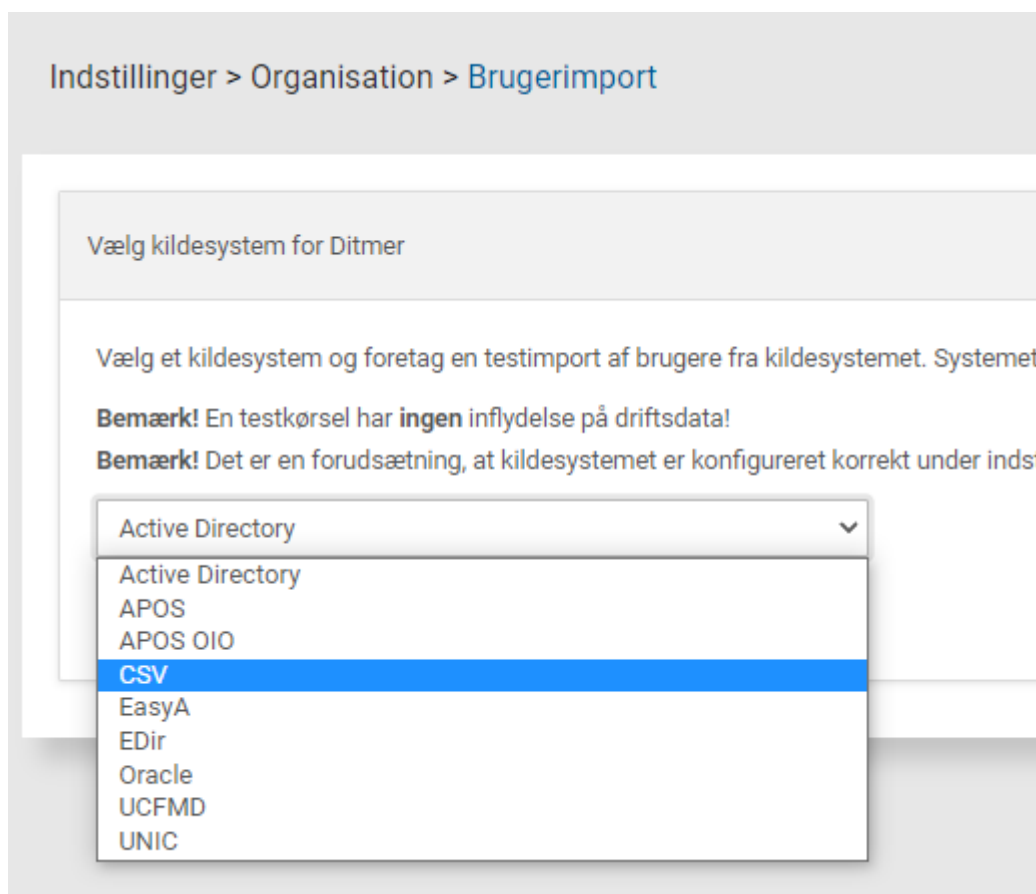 Indstillinger > Organisation > Brugerimport
Vælg kildesystem for Ditmer
Vælg et kildesystem og foretag en testimport af brugere fra kildesystemet. Systemet
Bemærk! En testkørsel har ingen inflydelse på driftsdata!
Bemærk! Det er en forudsætning, at kildesystemet er konfigureret korrekt under
Active Directory
Active Directory
APOS
APOS OIO
CSV
EasyA
EDir
Oracle
UCFMD
UNIC